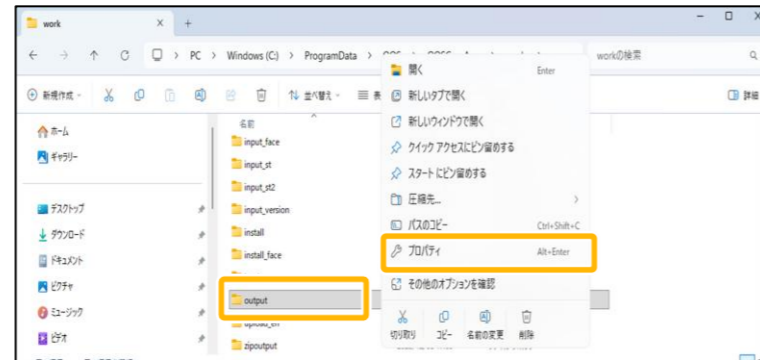 work
PC > Windows (C:) > ProgramData >
workの検索
新規作成
並べ替え
詳細
ホーム
ギャラリー
デスクトップ
ダウンロード
ドキュメント
ピクチャ
ミュージック
ビデオ
名前
input_face
input_st
input_st2
input_version
install
install_face
output
zipoutput
開く Enter
新しいタブで開く
新しいウィンドウで開く
クイック アクセスにピン留めする
スタート にピン留めする
圧縮先...
パスのコピー Ctrl+Shift+C
プロパティ Alt+Enter
その他のオプションを確認
切り取り コピー 名前の変更 削除